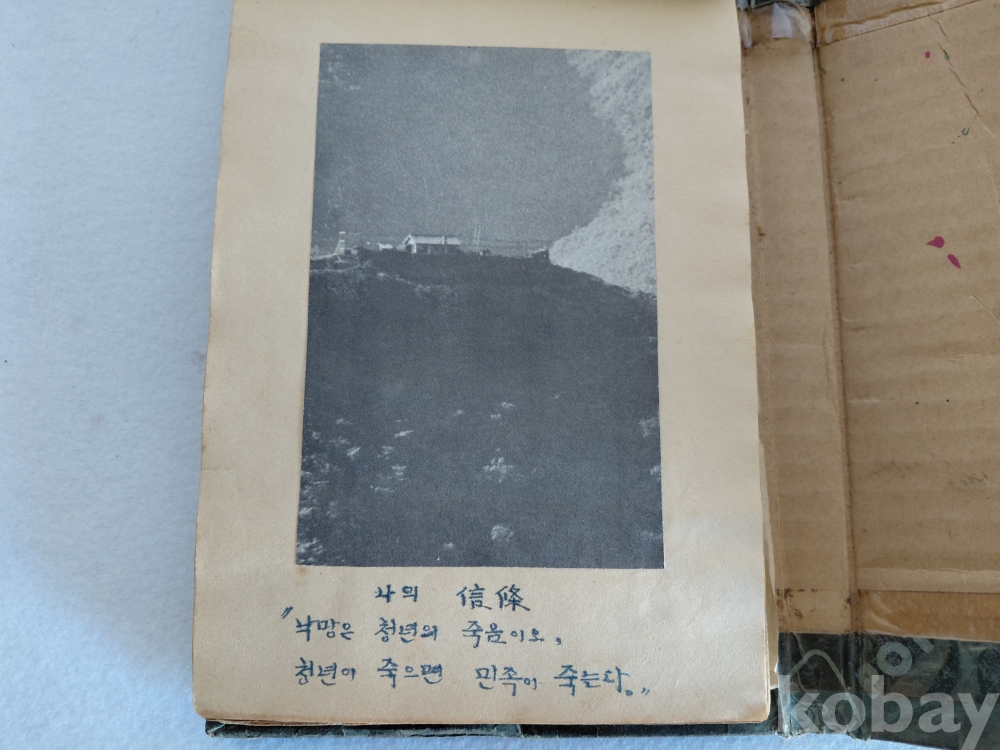 나의 信條
"낙망은 청년의 죽음이오,
청년이 죽으면 민족이 죽는다."
kobay